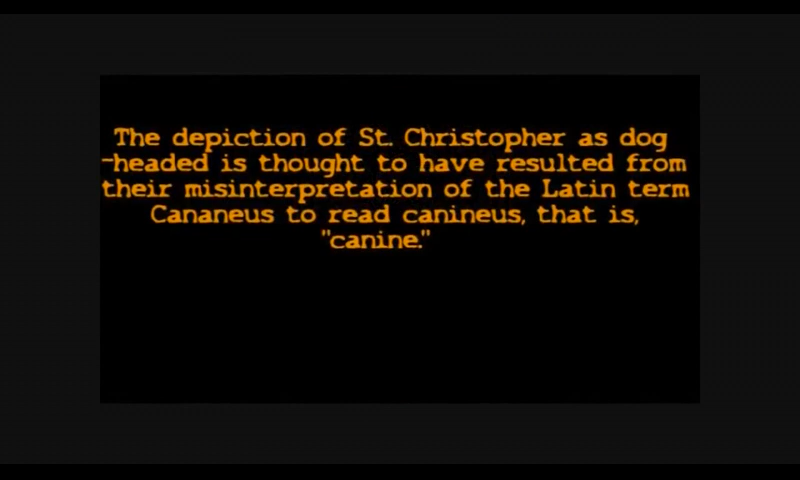 The depiction of St. Christopher as dog
-headed is thought to have resulted from
their misinterpretation of the Latin term
Cananeus to read canineus, that is,
"canine."